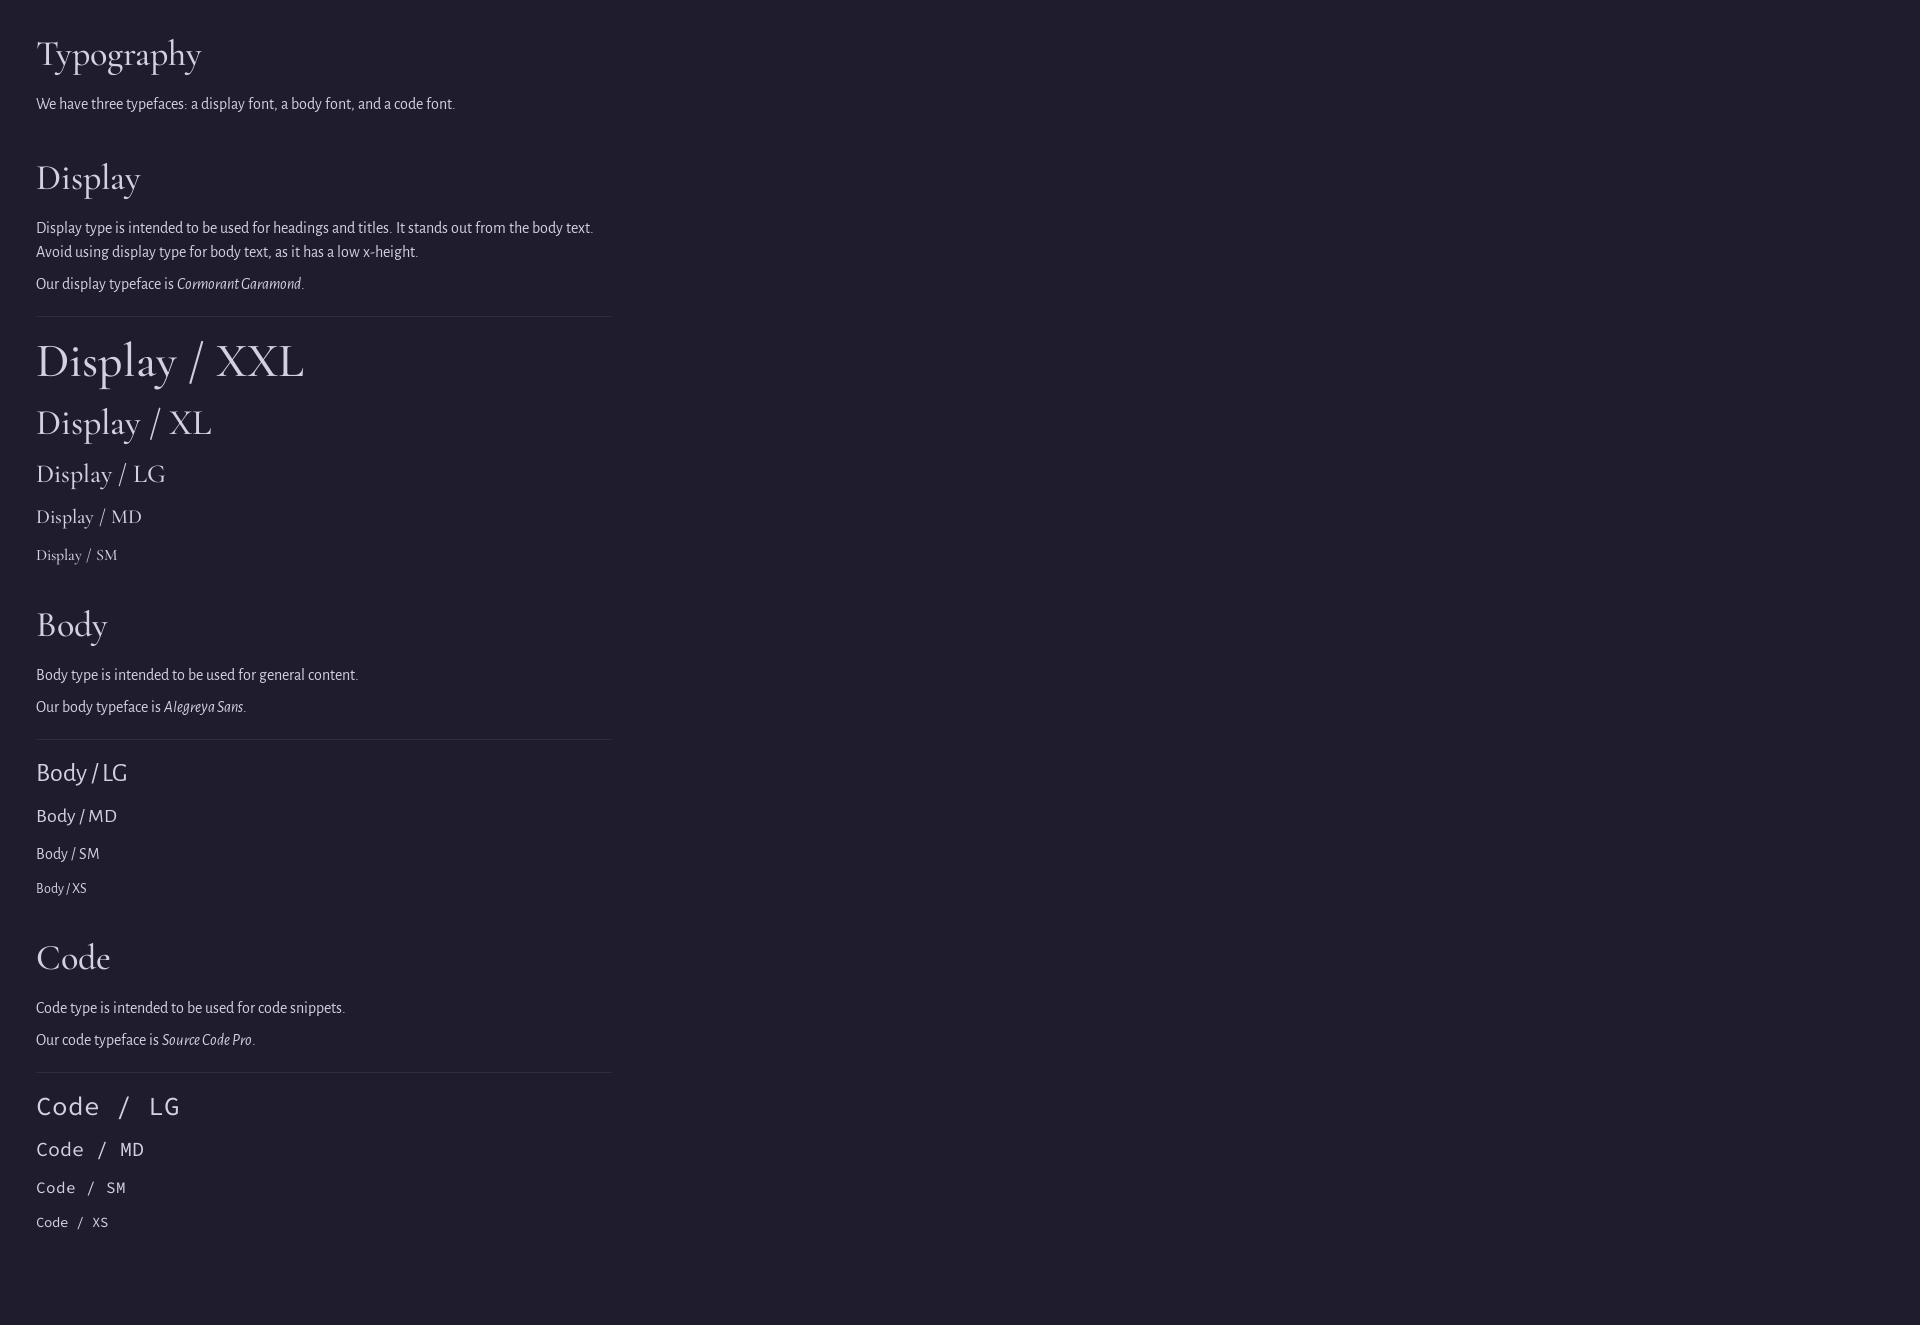 Typography
We have three typefaces: a display font, a body font, and a code font.
Display
Display type is intended to be used for headings and titles. It stands out from the body text.
Avoid using display type for body text, as it has a low x-height.
Our display typeface is Cormorant Garamond.
Display / XXL
Display / XL
Display / LG
Display / MD
Display / SM
Body
Body type is intended to be used for general content.
Our body typeface is Alegreya Sans.
Body / LG
Body / MD
Body / SM
Body / XS
Code
Code type is intended to be used for code snippets.
Our code typeface is Source Code Pro.
Code / LG
Code / MD
Code / SM
Code / XS